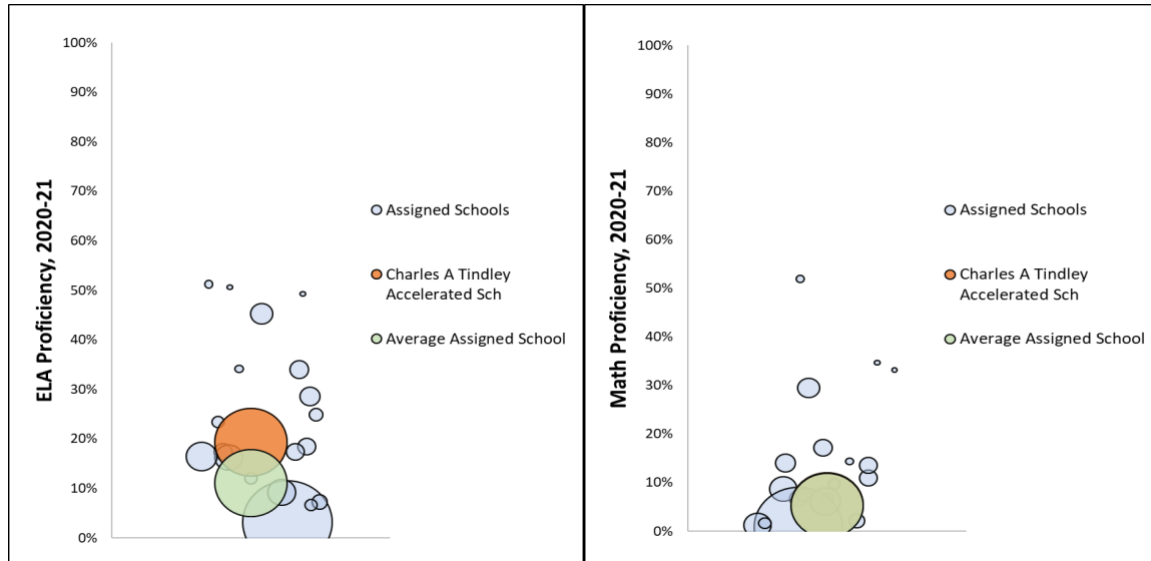 100%
90%
80%
70%
60%
50%
40%
30%
20%
10%
0%
ELA Proficiency, 2020-21
Assigned Schools
Charles A Tindley
Accelerated Sch
Average Assigned School
100%
90%
80%
70%
60%
50%
40%
30%
20%
10%
0%
Math Proficiency, 2020-21
Assigned Schools
Charles A Tindley
Accelerated Sch
Average Assigned School